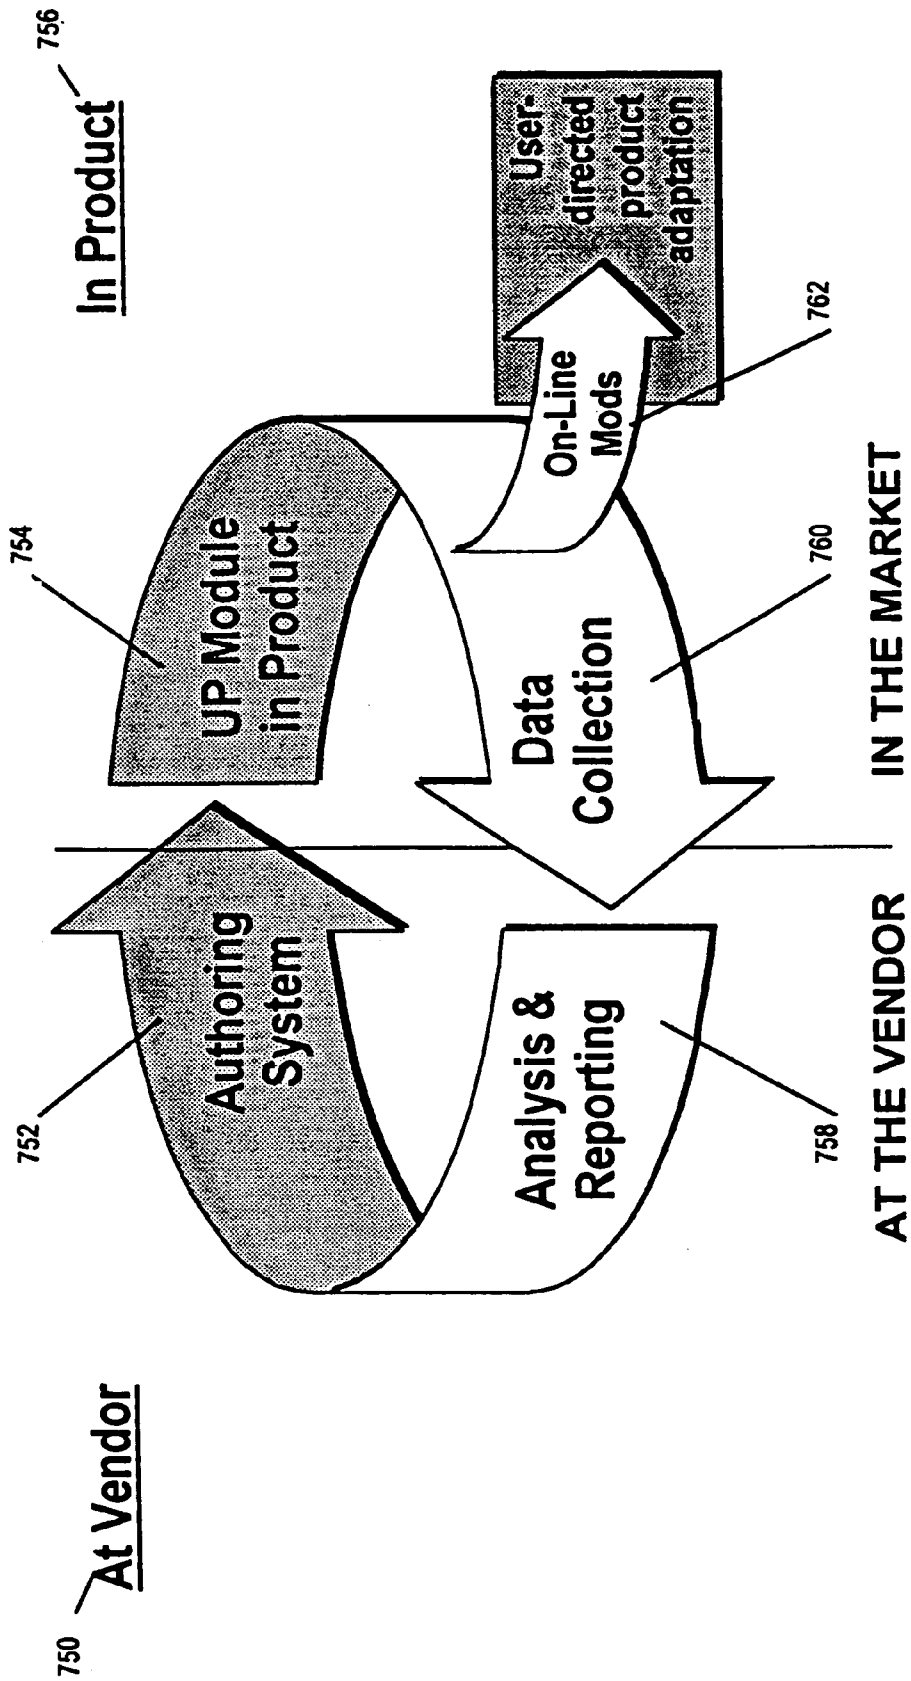 750
At Vendor
In Product
756
752
754
Authoring
System
UP Module
in Product
Analysis &
Reporting
Data
Collection
On-Line
Mods
User-
directed
product
adaptation
758
760
762
AT THE VENDOR
IN THE MARKET